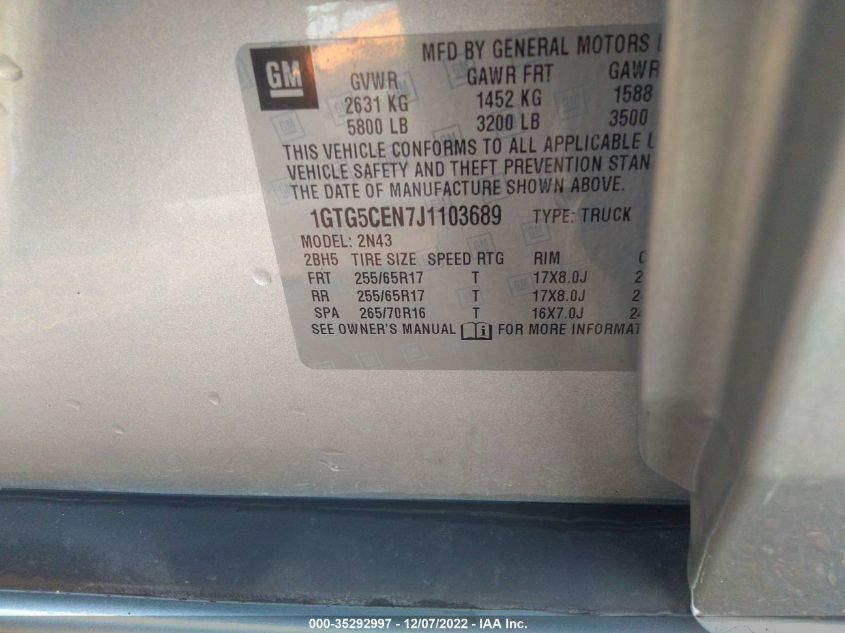 MFD BY GENERAL MOTORS
GM
GVWR GAWR FRT GAWR
2631 KG 1452 KG 1588
5800 LB 3200 LB 3500
THIS VEHICLE CONFORMS TO ALL APPLICABLE U
VEHICLE SAFETY AND THEFT PREVENTION STAN
THE DATE OF MANUFACTURE SHOWN ABOVE.
1GTG5CEN7J1103689 TYPE: TRUCK
MODEL: 2N43
2BH5 TIRE SIZE SPEED RTG RIM
FRT 255/65R17 T 17X8.0J 2
RR 255/65R17 T 17X8.0J 24
SPA 265/70R16 T 16X7.0J 24
SEE OWNER'S MANUAL FOR MORE INFORMAT
000-35292997 - 12/07/2022 - IAA Inc.